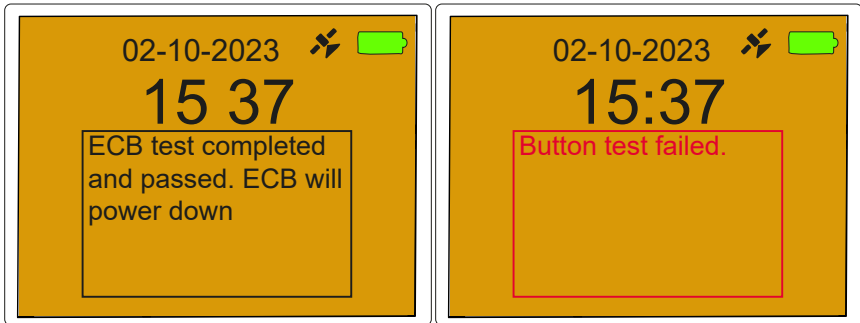 02-10-2023
15 37
ECB test completed
and passed. ECB will
power down
02-10-2023
15:37
Button test failed.